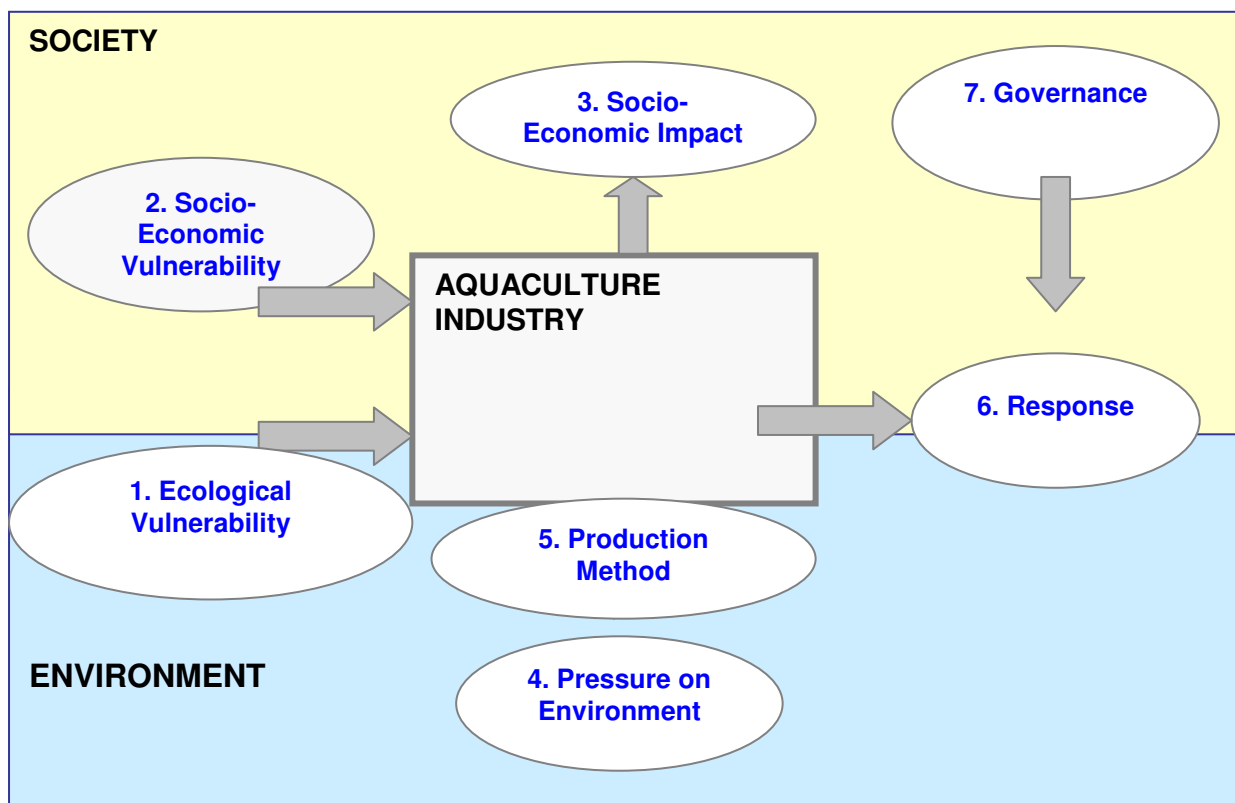 SOCIETY
3. Socio-
Economic Impact
7. Governance
2. Socio-
Economic
Vulnerability
AQUACULTURE
INDUSTRY
6. Response
1. Ecological
Vulnerability
5. Production
Method
ENVIRONMENT
4. Pressure on
Environment